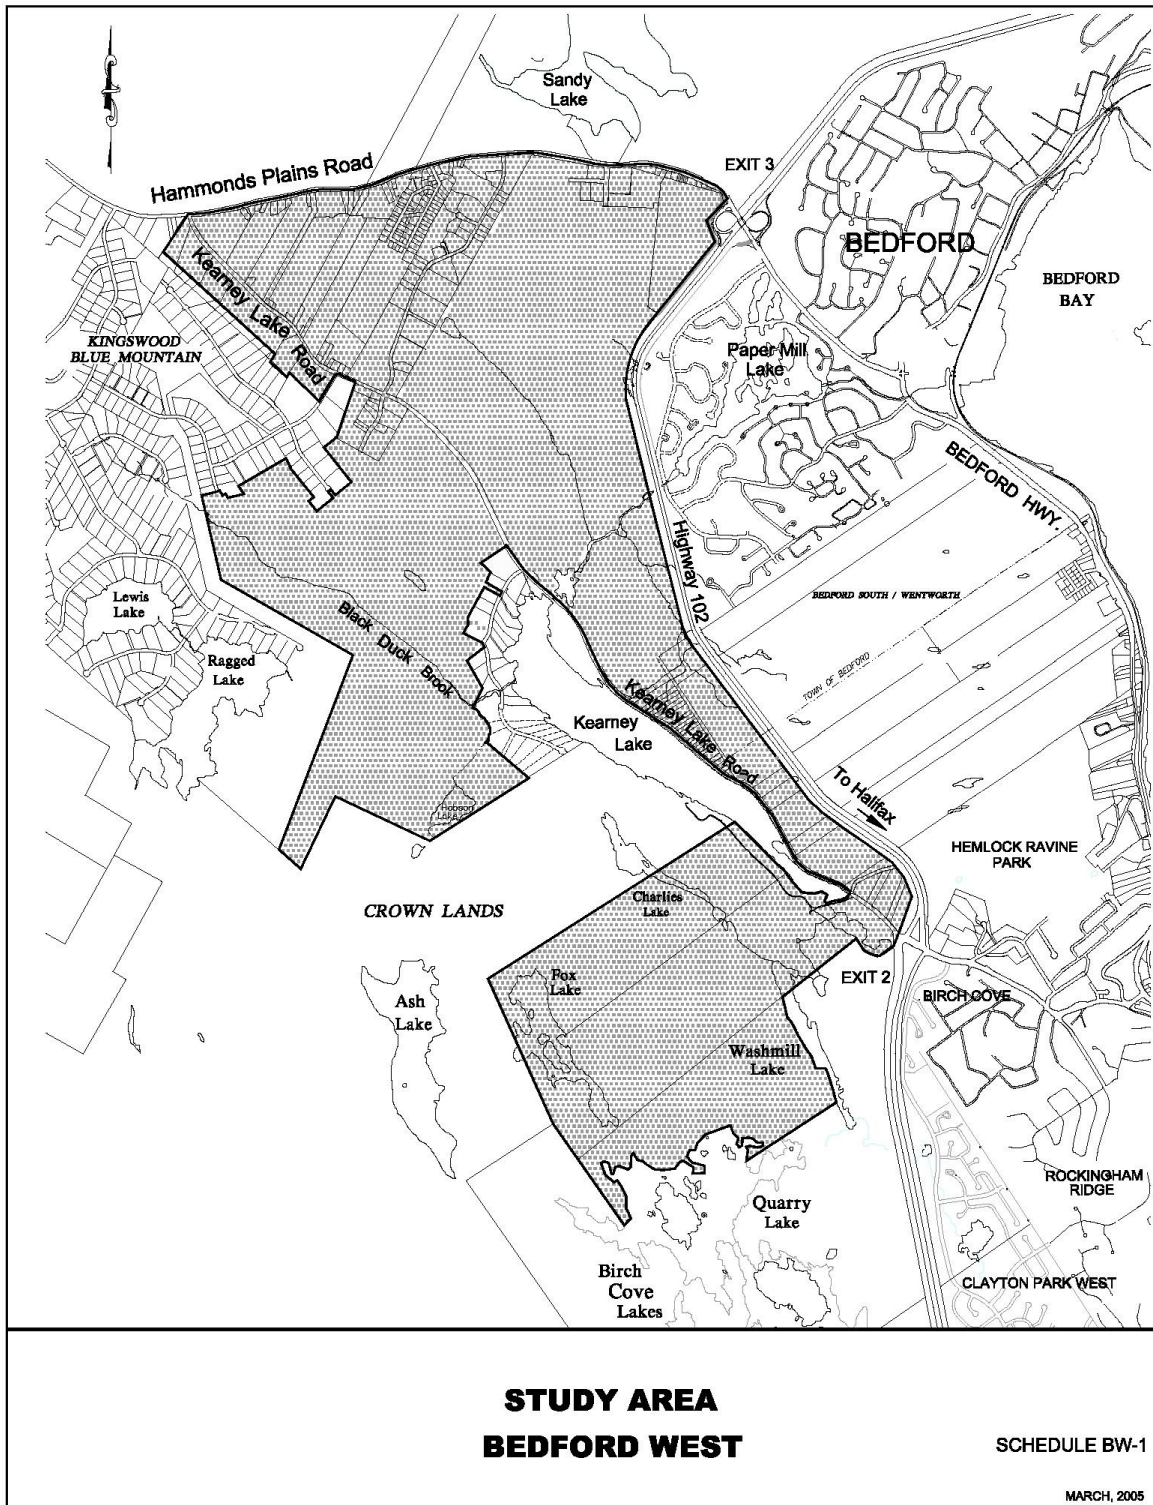 Sandy
Lake
EXIT 3
Hammonds Plains Road
BEDFORD
BEDFORD
BAY
Kearney Lake Road
KINGSWOOD
BLUE MOUNTAIN
Paper Mill
Lake
BEDFORD HWY.
Highway 102
BEDFORD SOUTH / WENTWORTH
Lewis
Lake
Black Duck Brook
Ragged
Lake
TOWN OF BEDFORD
Kearney
Lake
Kearney Lake Road
To Halifax
Hobson
Lake
HEMLOCK RAVINE
PARK
CROWN LANDS
Charlies
Lake
Fox
Lake
EXIT 2
Ash
Lake
BIRCH COVE
Washmill
Lake
ROCKINGHAM
RIDGE
Quarry
Lake
Birch
Cove
Lakes
CLAYTON PARK WEST
STUDY AREA
BEDFORD WEST
SCHEDULE BW-1
MARCH, 2005